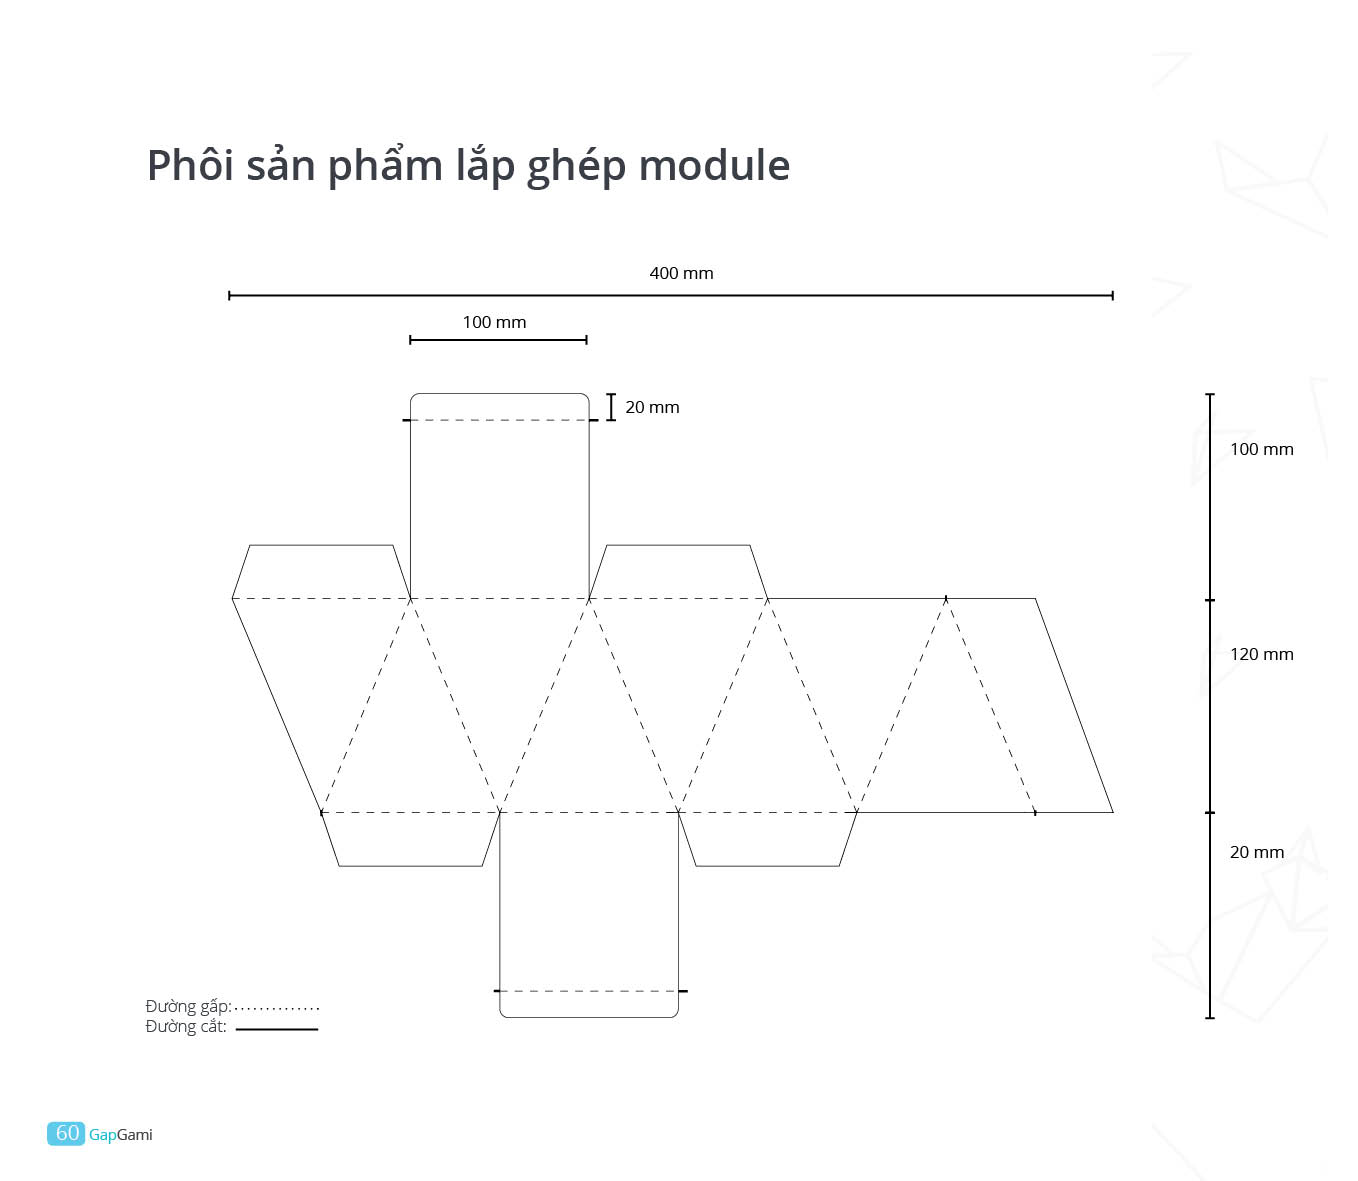 Phôi sản phẩm lắp ghép module
400 mm
100 mm
20 mm
100 mm
120 mm
20 mm
Đường gấp:
Đường cắt:
60 GapGami